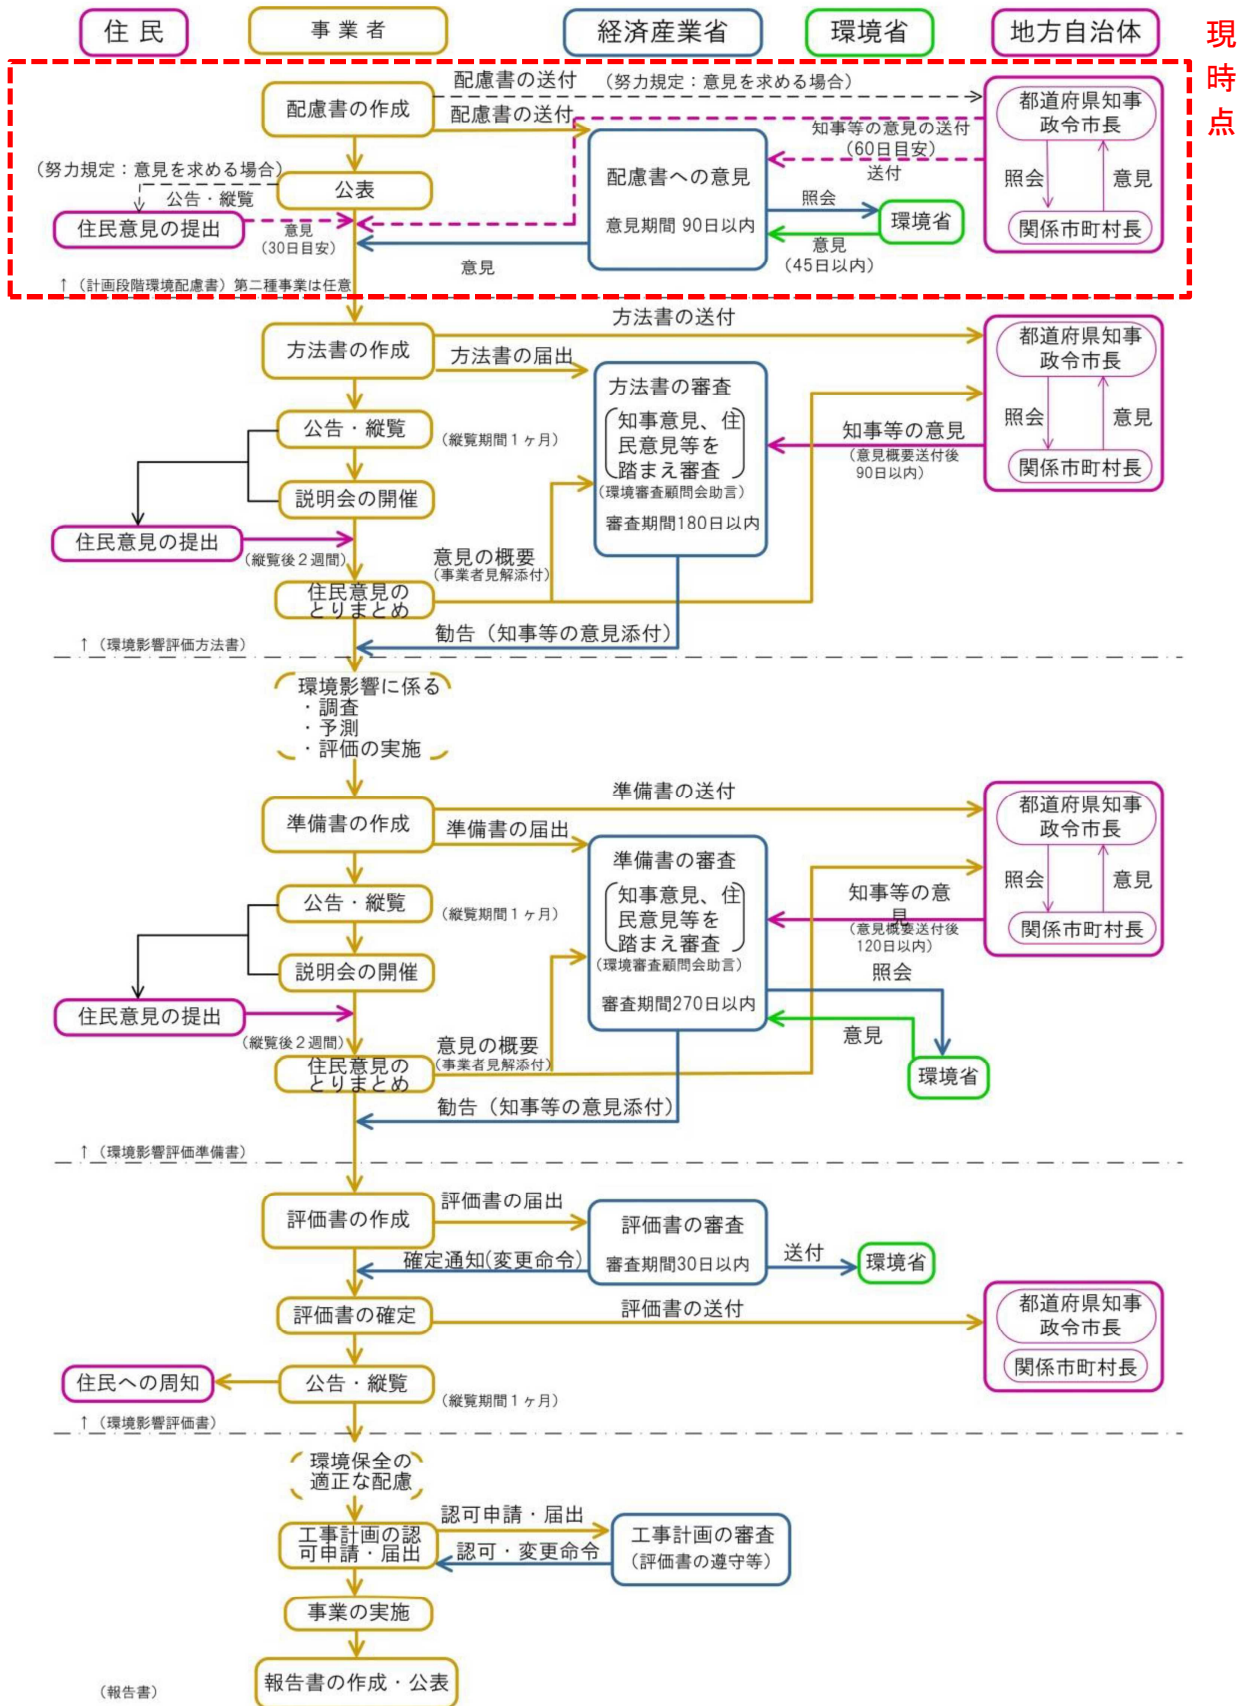 住 民
事 業 者
経済産業省
環境省
地方自治体
現
時
点
配慮書の送付 (努力規定：意見を求める場合)
配慮書の作成
配慮書の送付
都道府県知事
政令市長
知事等の意見の送付
(60日目安)
送付
(努力規定：意見を求める場合)
公表
公告・縦覧
配慮書への意見
意見期間 90日以内
照会
環境省
照会
意見
住民意見の提出
意見
(30日目安)
意見
意見
(45日以内)
関係市町村長
↑（計画段階環境配慮書）第二種事業は任意
方法書の送付
方法書の作成
方法書の届出
都道府県知事
政令市長
方法書の審査
知事意見、住
民意見等を
踏まえ審査
(環境審査顧問会助言)
審査期間180日以内
公告・縦覧
(縦覧期間１ヶ月)
知事等の意見
(意見概要送付後
90日以内)
照会
意見
関係市町村長
説明会の開催
住民意見の提出
(縦覧後２週間)
意見の概要
(事業者見解添付)
住民意見の
とりまとめ
勧告（知事等の意見添付）
↑（環境影響評価方法書）
環境影響に係る
・調査
・予測
・評価の実施
準備書の送付
準備書の作成
準備書の届出
都道府県知事
政令市長
準備書の審査
知事意見、住
民意見等を
踏まえ審査
(環境審査顧問会助言)
審査期間270日以内
公告・縦覧
(縦覧期間１ヶ月)
知事等の意
見
(意見概要送付後
120日以内)
照会
意見
関係市町村長
説明会の開催
照会
住民意見の提出
(縦覧後２週間)
意見の概要
(事業者見解添付)
意見
環境省
住民意見の
とりまとめ
勧告（知事等の意見添付）
↑（環境影響評価準備書）
評価書の作成
評価書の届出
評価書の審査
審査期間30日以内
確定通知(変更命令)
送付
環境省
評価書の確定
評価書の送付
都道府県知事
政令市長
関係市町村長
住民への周知
公告・縦覧
(縦覧期間１ヶ月)
↑（環境影響評価書）
環境保全の
適正な配慮
工事計画の認
可申請・届出
認可申請・届出
認可・変更命令
工事計画の審査
(評価書の遵守等)
事業の実施
報告書の作成・公表
(報告書)